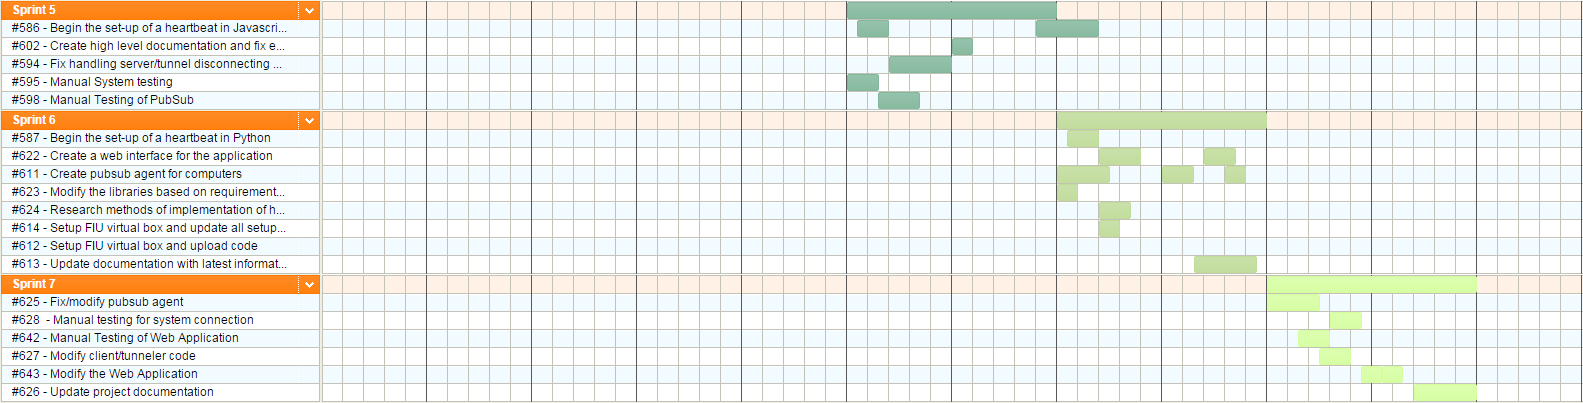 Sprint 5
#586 - Begin the set-up of a heartbeat in Javascri...
#602 - Create high level documentation and fix e...
#594 - Fix handling server/tunnel disconnecting ...
#595 - Manual System testing
#598 - Manual Testing of PubSub
Sprint 6
#587 - Begin the set-up of a heartbeat in Python
#622 - Create a web interface for the application
#611 - Create pubsub agent for computers
#623 - Modify the libraries based on requirement...
#624 - Research methods of implementation of h...
#614 - Setup FIU virtual box and update all setup...
#612 - Setup FIU virtual box and upload code
#613 - Update documentation with latest informat...
Sprint 7
#625 - Fix/modify pubsub agent
#628 - Manual testing for system connection
#642 - Manual Testing of Web Application
#627 - Modify client/tunneler code
#643 - Modify the Web Application
#626 - Update project documentation